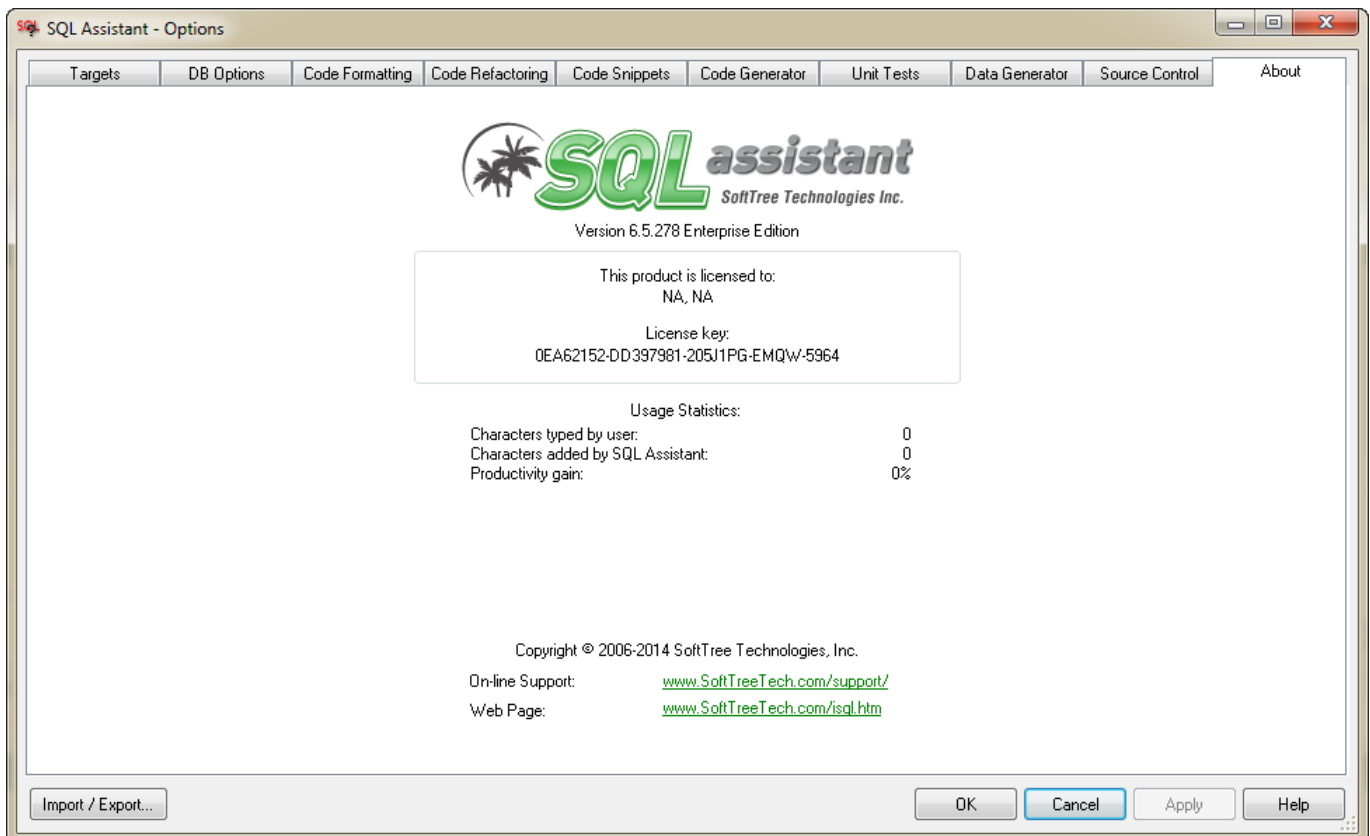 SQL Assistant - Options
Targets DB Options Code Formatting Code Refactoring Code Snippets Code Generator Unit Tests Data Generator Source Control About
SQL assistant
SoftTree Technologies Inc.
Version 6.5.278 Enterprise Edition
This product is licensed to:
NA, NA
License key:
0EA62152-DD397981-205J1PG-EMQW-5964
Usage Statistics:
Characters typed by user: 0
Characters added by SQL Assistant: 0
Productivity gain: 0%
Copyright © 2006-2014 SoftTree Technologies, Inc.
On-line Support: www.SoftTreeTech.com/support/
Web Page: www.SoftTreeTech.com/isql.htm
Import / Export... OK Cancel Apply Help